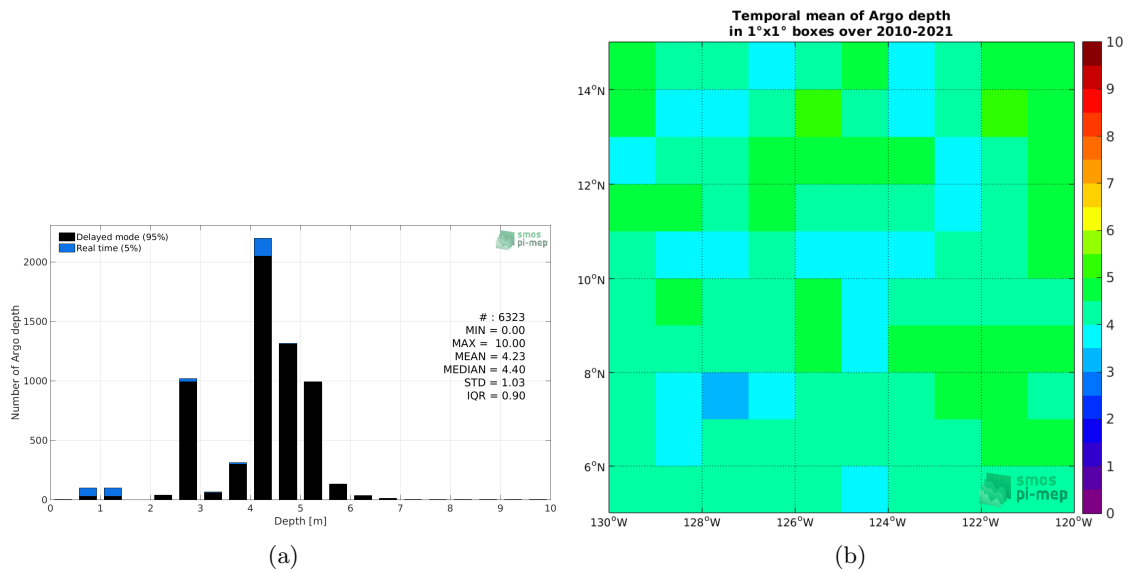 Delayed mode (95%)
Real time (5%)
smos
pi-mep
# : 6323
MIN = 0.00
MAX = 10.00
MEAN = 4.23
MEDIAN = 4.40
STD = 1.03
IQR = 0.90
Number of Argo depth
2000
1500
1000
500
0
0 1 2 3 4 5 6 7 8 9 10
Depth [m]
(a)
Temporal mean of Argo depth
in 1°x1° boxes over 2010-2021
14°N
12°N
10°N
8°N
6°N
130°W 128°W 126°W 124°W 122°W 120°W
smos
pi-mep
10
9
8
7
6
5
4
3
2
1
0
(b)